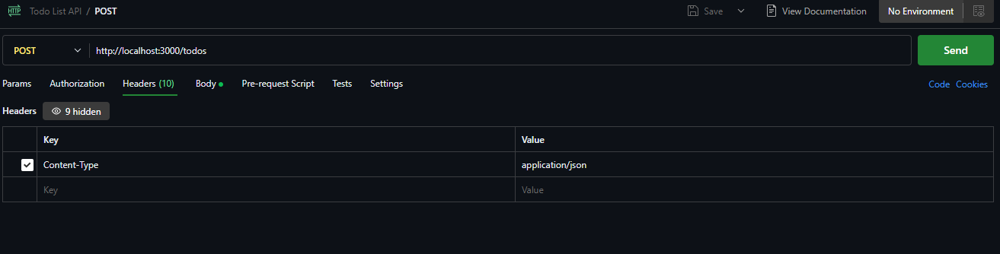 HTTP Todo List API / POST Save View Documentation No Environment
POST http://localhost:3000/todos Send
Params Authorization Headers (10) Body Pre-request Script Tests Settings Code Cookies
Headers 9 hidden
Key Value
Content-Type application/json
Key Value